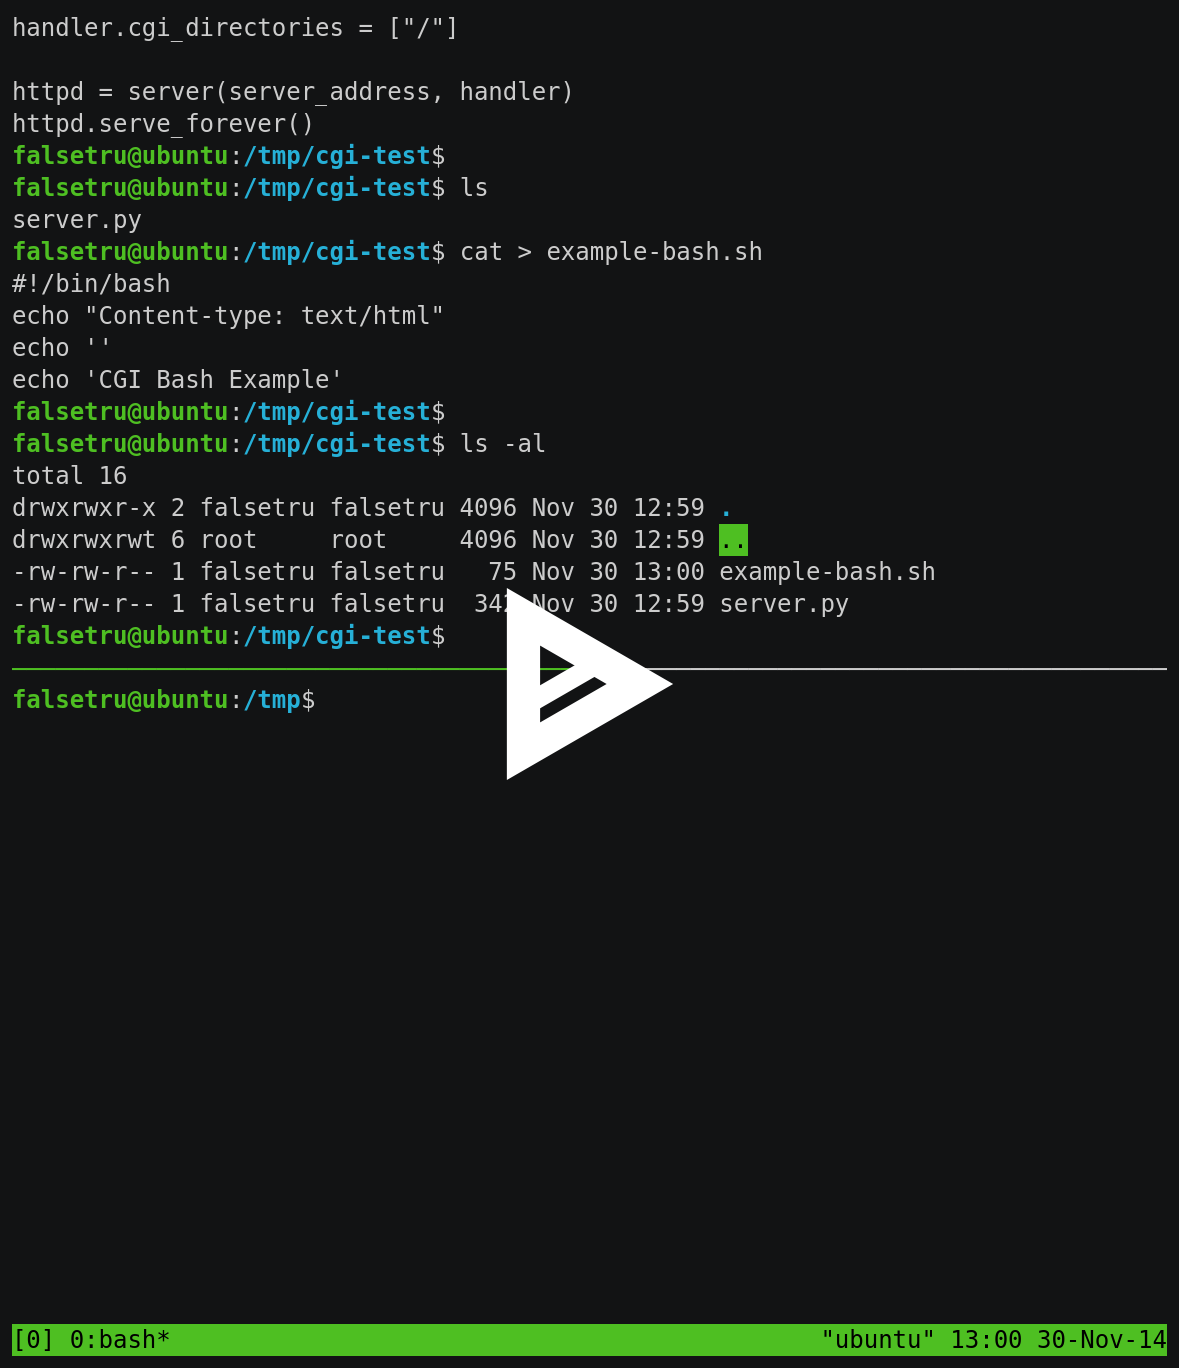 handler.cgi_directories = ["/"]

httpd = server(server_address, handler)
httpd.serve_forever()
falsetru@ubuntu:/tmp/cgi-test$
falsetru@ubuntu:/tmp/cgi-test$ ls
server.py
falsetru@ubuntu:/tmp/cgi-test$ cat > example-bash.sh
#!/bin/bash
echo "Content-type: text/html"
echo ''
echo 'CGI Bash Example'
falsetru@ubuntu:/tmp/cgi-test$
falsetru@ubuntu:/tmp/cgi-test$ ls -al
total 16
drwxrwxr-x 2 falsetru falsetru 4096 Nov 30 12:59 .
drwxrwxrwt 6 root     root     4096 Nov 30 12:59 ..
-rw-rw-r-- 1 falsetru falsetru   75 Nov 30 13:00 example-bash.sh
-rw-rw-r-- 1 falsetru falsetru  342 Nov 30 12:59 server.py
falsetru@ubuntu:/tmp/cgi-test$
falsetru@ubuntu:/tmp$
[0] 0:bash* "ubuntu" 13:00 30-Nov-14